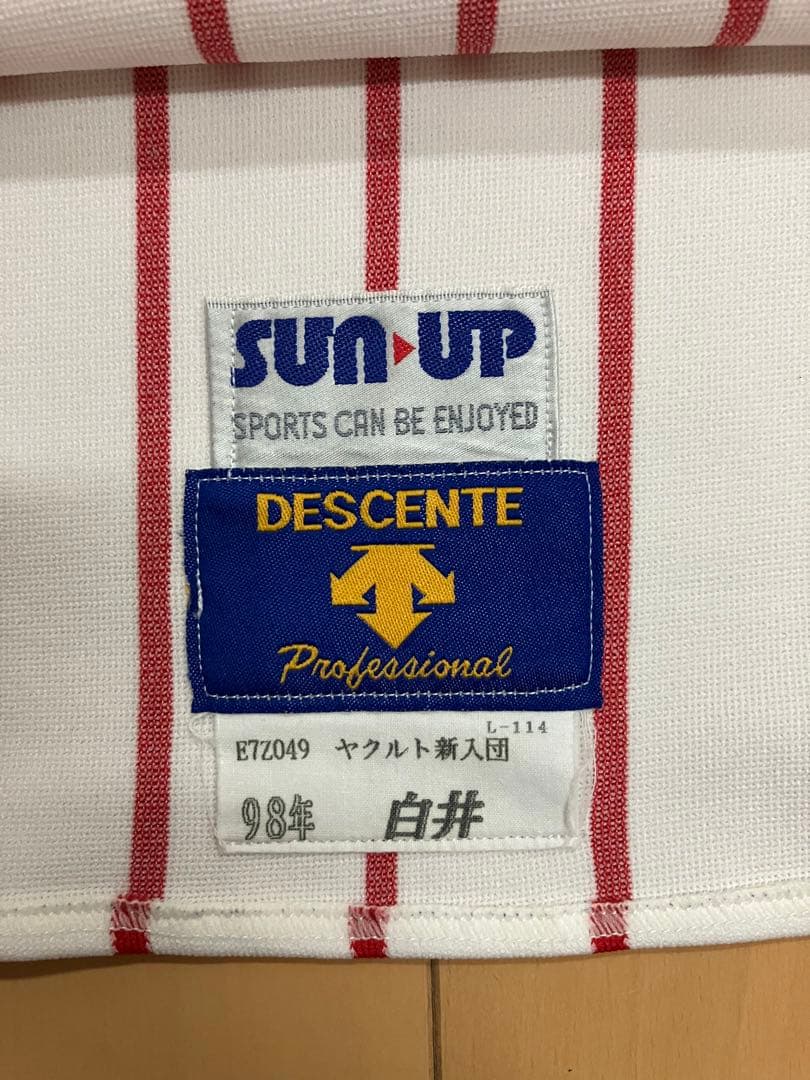 SUN UP
SPORTS CAN BE ENJOYED
DESCENTE
Professional
L-114
E7Z049 ヤクルト新入団
98年 白井